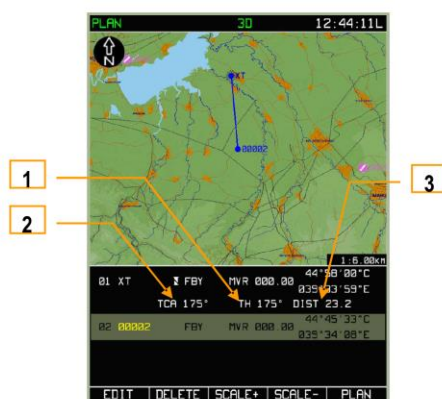 PLAN 3D 12:44:11L
N
XT
00002
1
2
3
1:6.00км
01 XT FBY MVR 000.00 44°58'00"C
039°33'59"E
TCA 175° TH 175° DIST 23.2
02 00002 FBY MVR 000.00 44°45'33"C
039°34'08"E
EDIT DELETE SCALE+ SCALE- PLAN